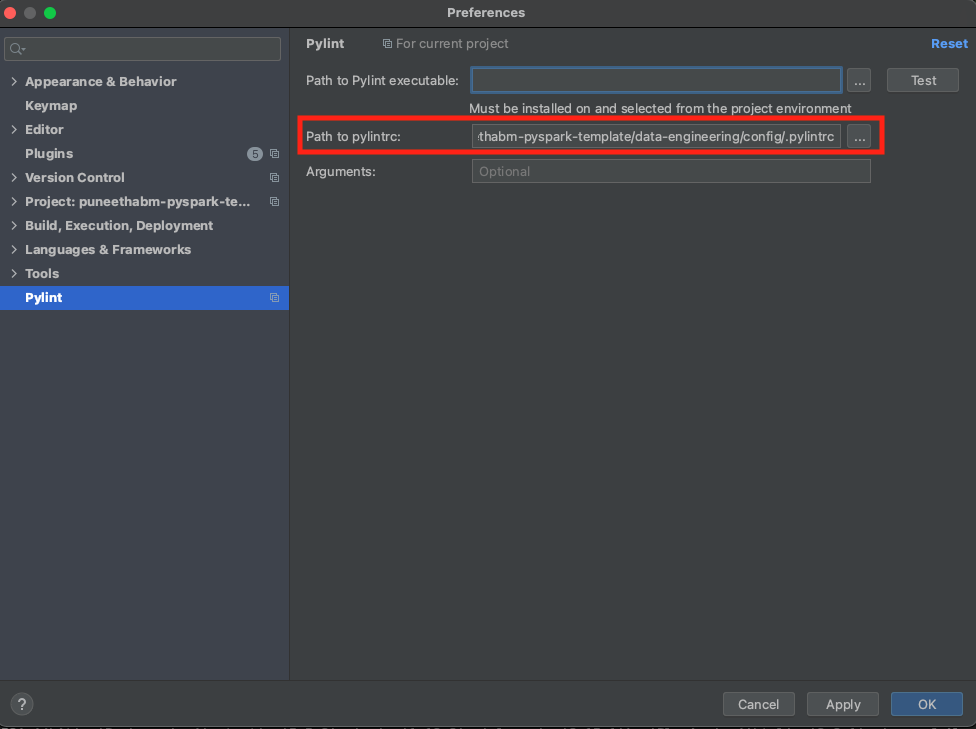 Preferences
Pylint
For current project
Reset
Appearance & Behavior
Keymap
Editor
Plugins 5
Version Control
Project: puneethabm-pyspark-te...
Build, Execution, Deployment
Languages & Frameworks
Tools
Pylint
Path to Pylint executable: ... Test
Must be installed on and selected from the project environment
Path to pylintrc: thabm-pyspark-template/data-engineering/config/.pylintrc ...
Arguments: Optional
? Cancel Apply OK